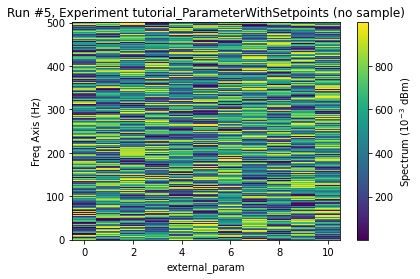 Run #5, Experiment tutorial_ParameterWithSetpoints (no sample)
500
400
300
200
100
0
Freq Axis (Hz)
0 2 4 6 8 10
external_param
800
600
400
200
Spectrum (10⁻³ dBm)